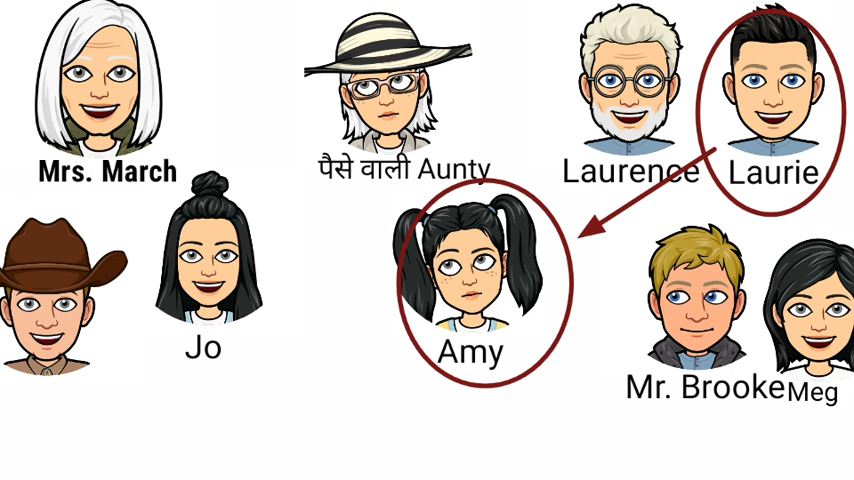 Mrs. March
पैसे वाली Aunty
Laurence
Laurie
Jo
Amy
Mr. Brooke
Meg